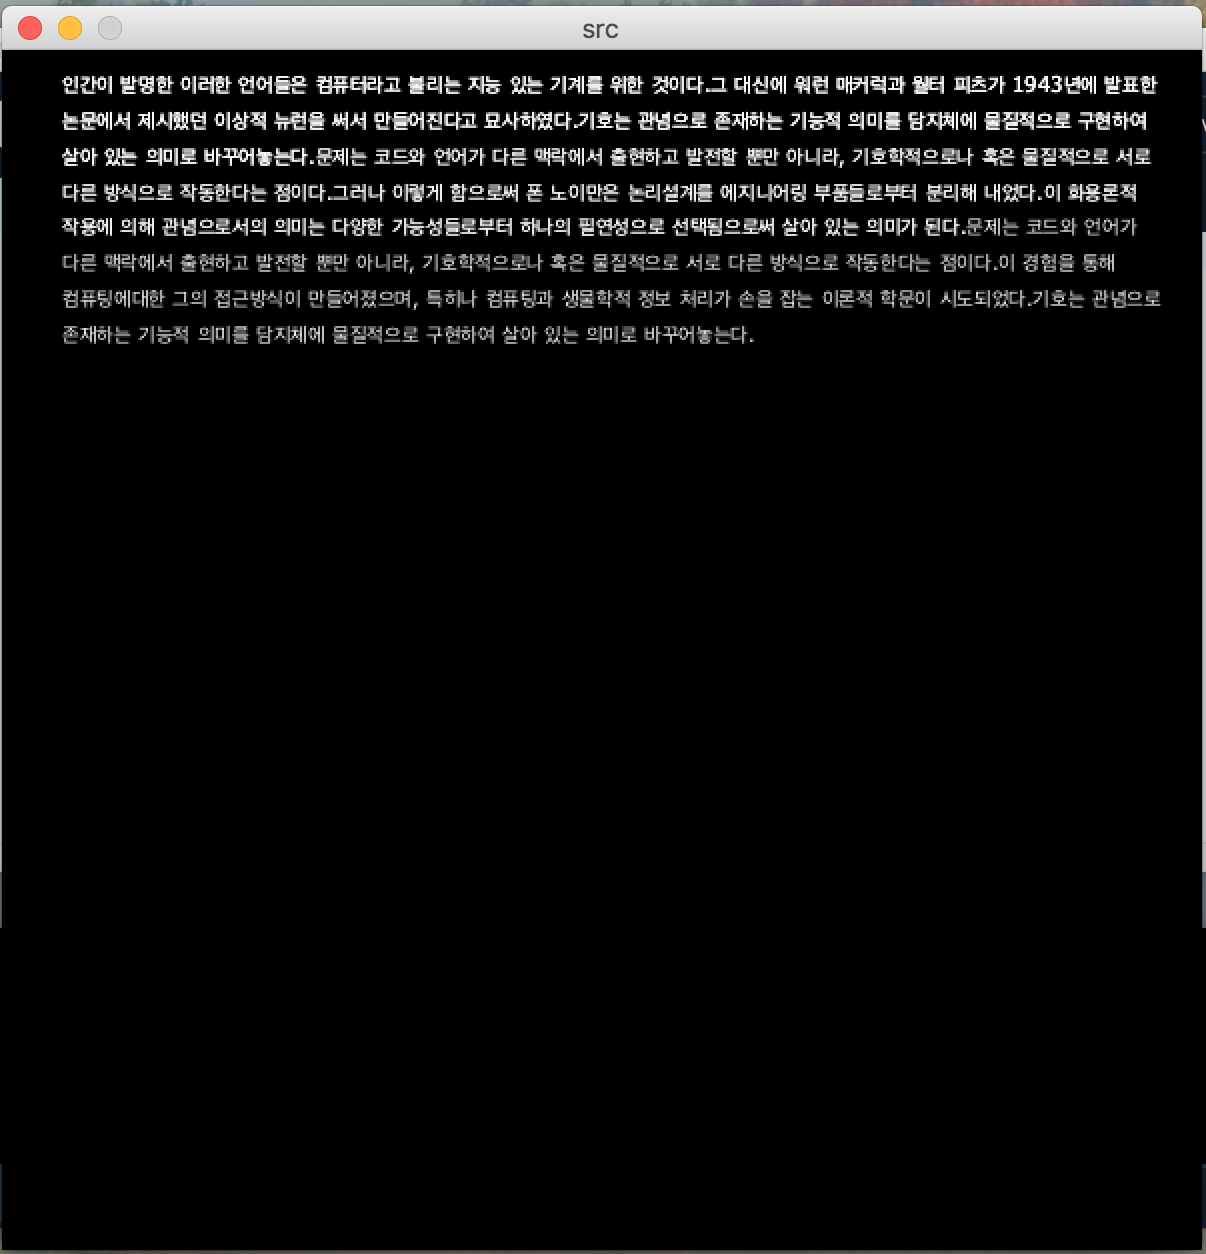 src
인간이 발명한 이러한 언어들은 컴퓨터라고 불리는 지능 있는 기계를 위한 것이다.그 대신에 워런 매커럭과 월터 피츠가 1943년에 발표한
논문에서 제시했던 이상적 뉴런을 써서 만들어진다고 묘사하였다.기호는 관념으로 존재하는 기능적 의미를 담지체에 물질적으로 구현하여
살아 있는 의미로 바꾸어놓는다.문제는 코드와 언어가 다른 맥락에서 출현하고 발전할 뿐만 아니라, 기호학적으로나 혹은 물질적으로 서로
다른 방식으로 작동한다는 점이다.그러나 이렇게 함으로써 폰 노이만은 논리설계를 에지니어링 부품들로부터 분리해 내었다.이 화용론적
작용에 의해 관념으로서의 의미는 다양한 가능성들로부터 하나의 필연성으로 선택됨으로써 살아 있는 의미가 된다.문제는 코드와 언어가
다른 맥락에서 출현하고 발전할 뿐만 아니라, 기호학적으로나 혹은 물질적으로 서로 다른 방식으로 작동한다는 점이다.이 경험을 통해
컴퓨팅에대한 그의 접근방식이 만들어졌으며, 특히나 컴퓨팅과 생물학적 정보 처리가 손을 잡는 이론적 학문이 시도되었다.기호는 관념으로
존재하는 기능적 의미를 담지체에 물질적으로 구현하여 살아 있는 의미로 바꾸어놓는다.